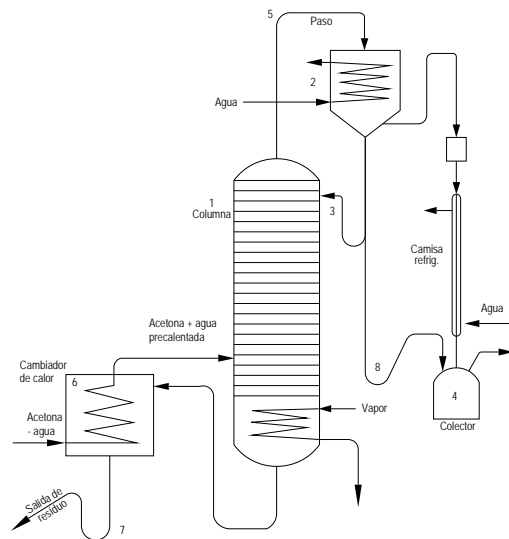 5
Paso
2
Agua
1
Columna
3
Camisa
refrig.
Agua
Acetona + agua
precalentada
8
Cambiador
de calor
6
4
Colector
Vapor
Acetona
- agua
Salida de
resíduo
7